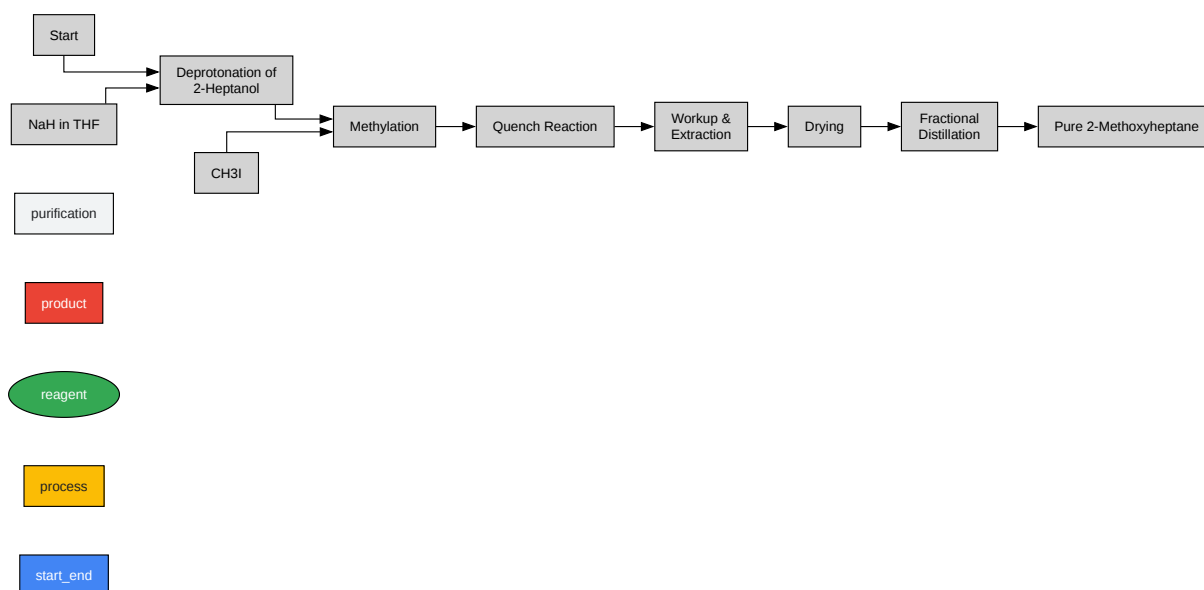 Start
Deprotonation of
2-Heptanol
NaH in THF
Methylation
Quench Reaction
Workup &
Extraction
Drying
Fractional
Distillation
Pure 2-Methoxyheptane
CH3I
purification
product
reagent
process
start_end